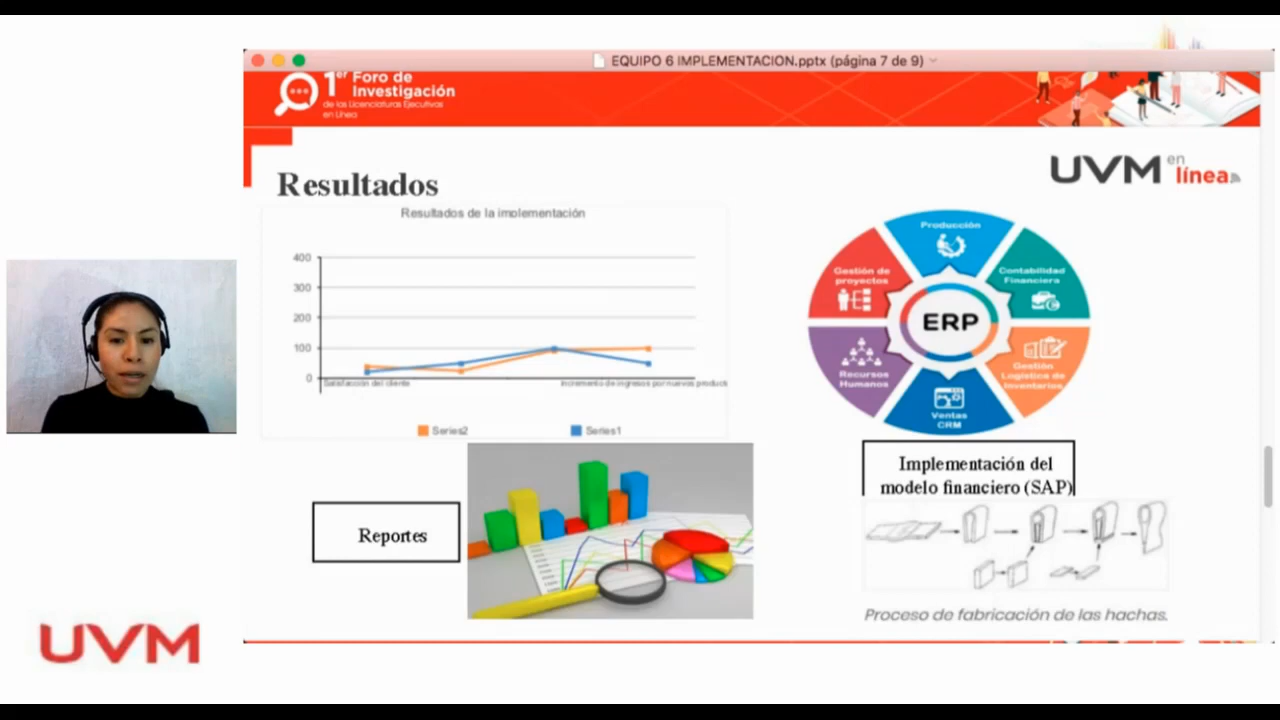 EQUIPO 6 IMPLEMENTACION.pptx (página 7 de 9)
1er Foro de
Investigación
de las Licenciaturas Ejecutivas
en Línea
UVM en
línea
Resultados
Resultados de la implementación
400
300
200
100
0
Satisfacción del cliente
Incremento de ingresos por nuevos product
Series2
Series1
Producción
Gestión de
proyectos
Contabilidad
Financiera
ERP
Recursos
Humanos
Gestión
Logística de
Inventarios
Ventas
CRM
Implementación del
modelo financiero (SAP)
Reportes
Proceso de fabricación de las hachas.
UVM